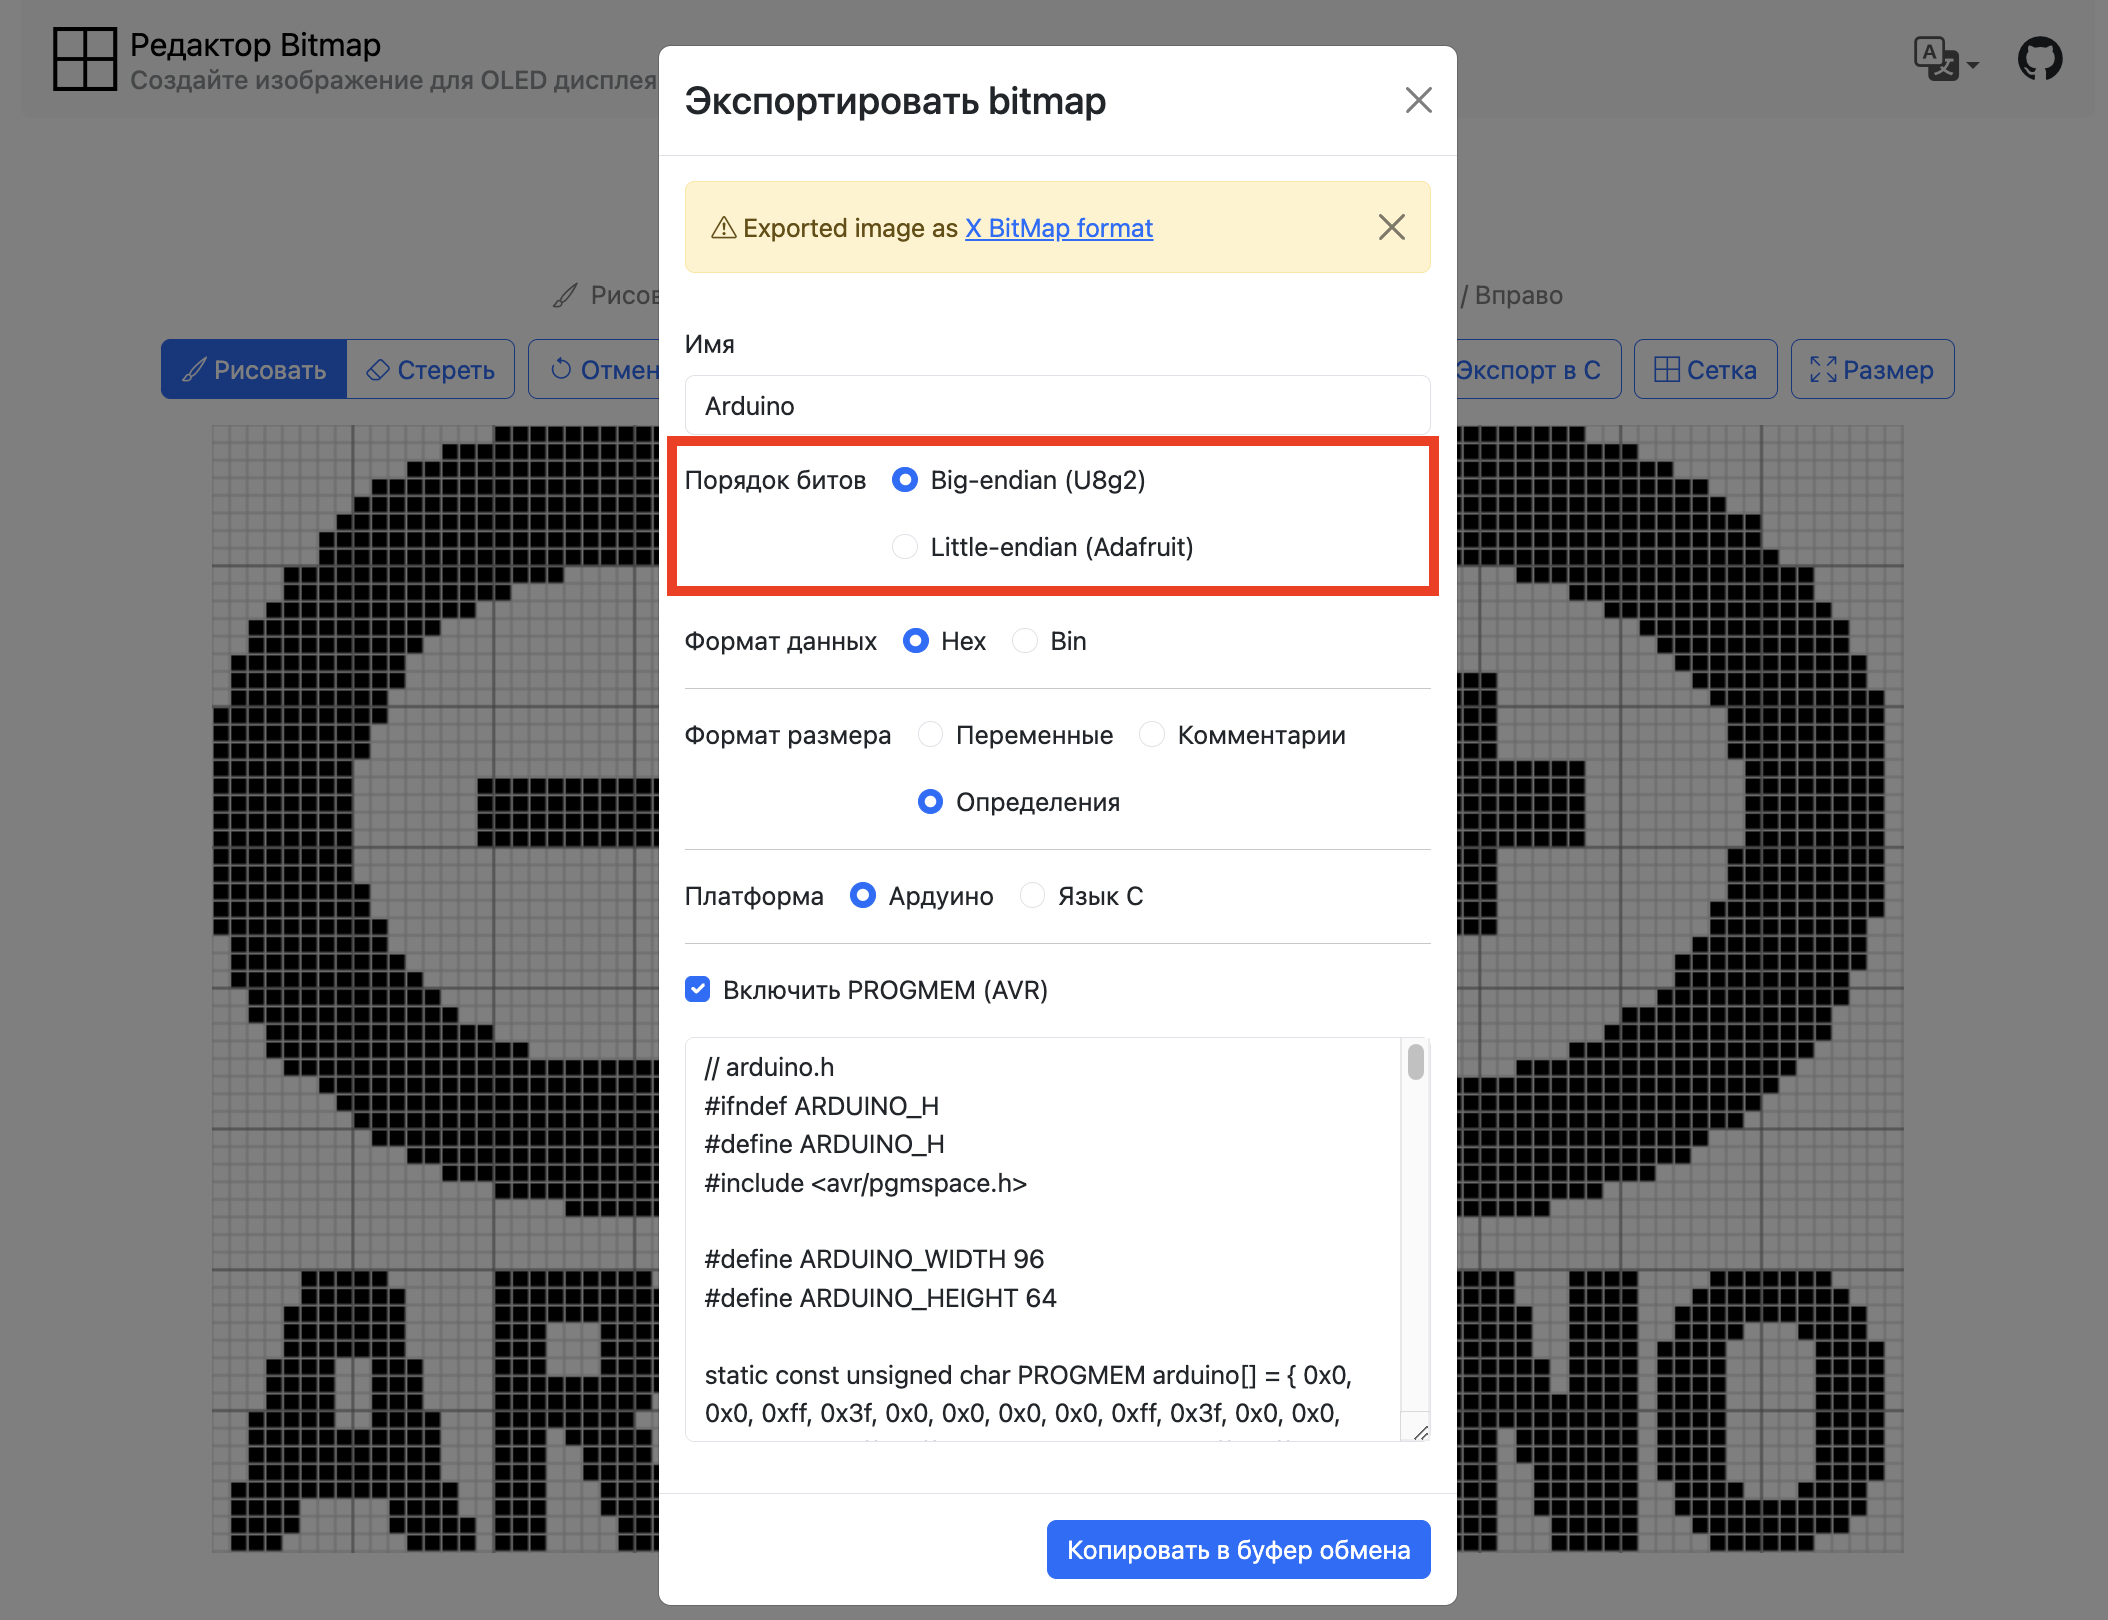 Редактор Bitmap
Создайте изображение для OLED дисплея
Экспортировать bitmap
Exported image as X BitMap format
/ Вправо
Рисовать
Стереть
Экспорт в C
Сетка
Размер
Имя
Arduino
Порядок битов
Big-endian (U8g2)
Little-endian (Adafruit)
Формат данных
Hex
Bin
Формат размера
Переменные
Комментарии
Определения
Платформа
Ардуино
Язык C
Включить PROGMEM (AVR)
// arduino.h
#ifndef ARDUINO_H
#define ARDUINO_H
#include <avr/pgmspace.h>
#define ARDUINO_WIDTH 96
#define ARDUINO_HEIGHT 64
static const unsigned char PROGMEM arduino[] = { 0x0,
0x0, 0xff, 0x3f, 0x0, 0x0, 0x0, 0x0, 0xff, 0x3f, 0x0, 0x0,
Копировать в буфер обмена